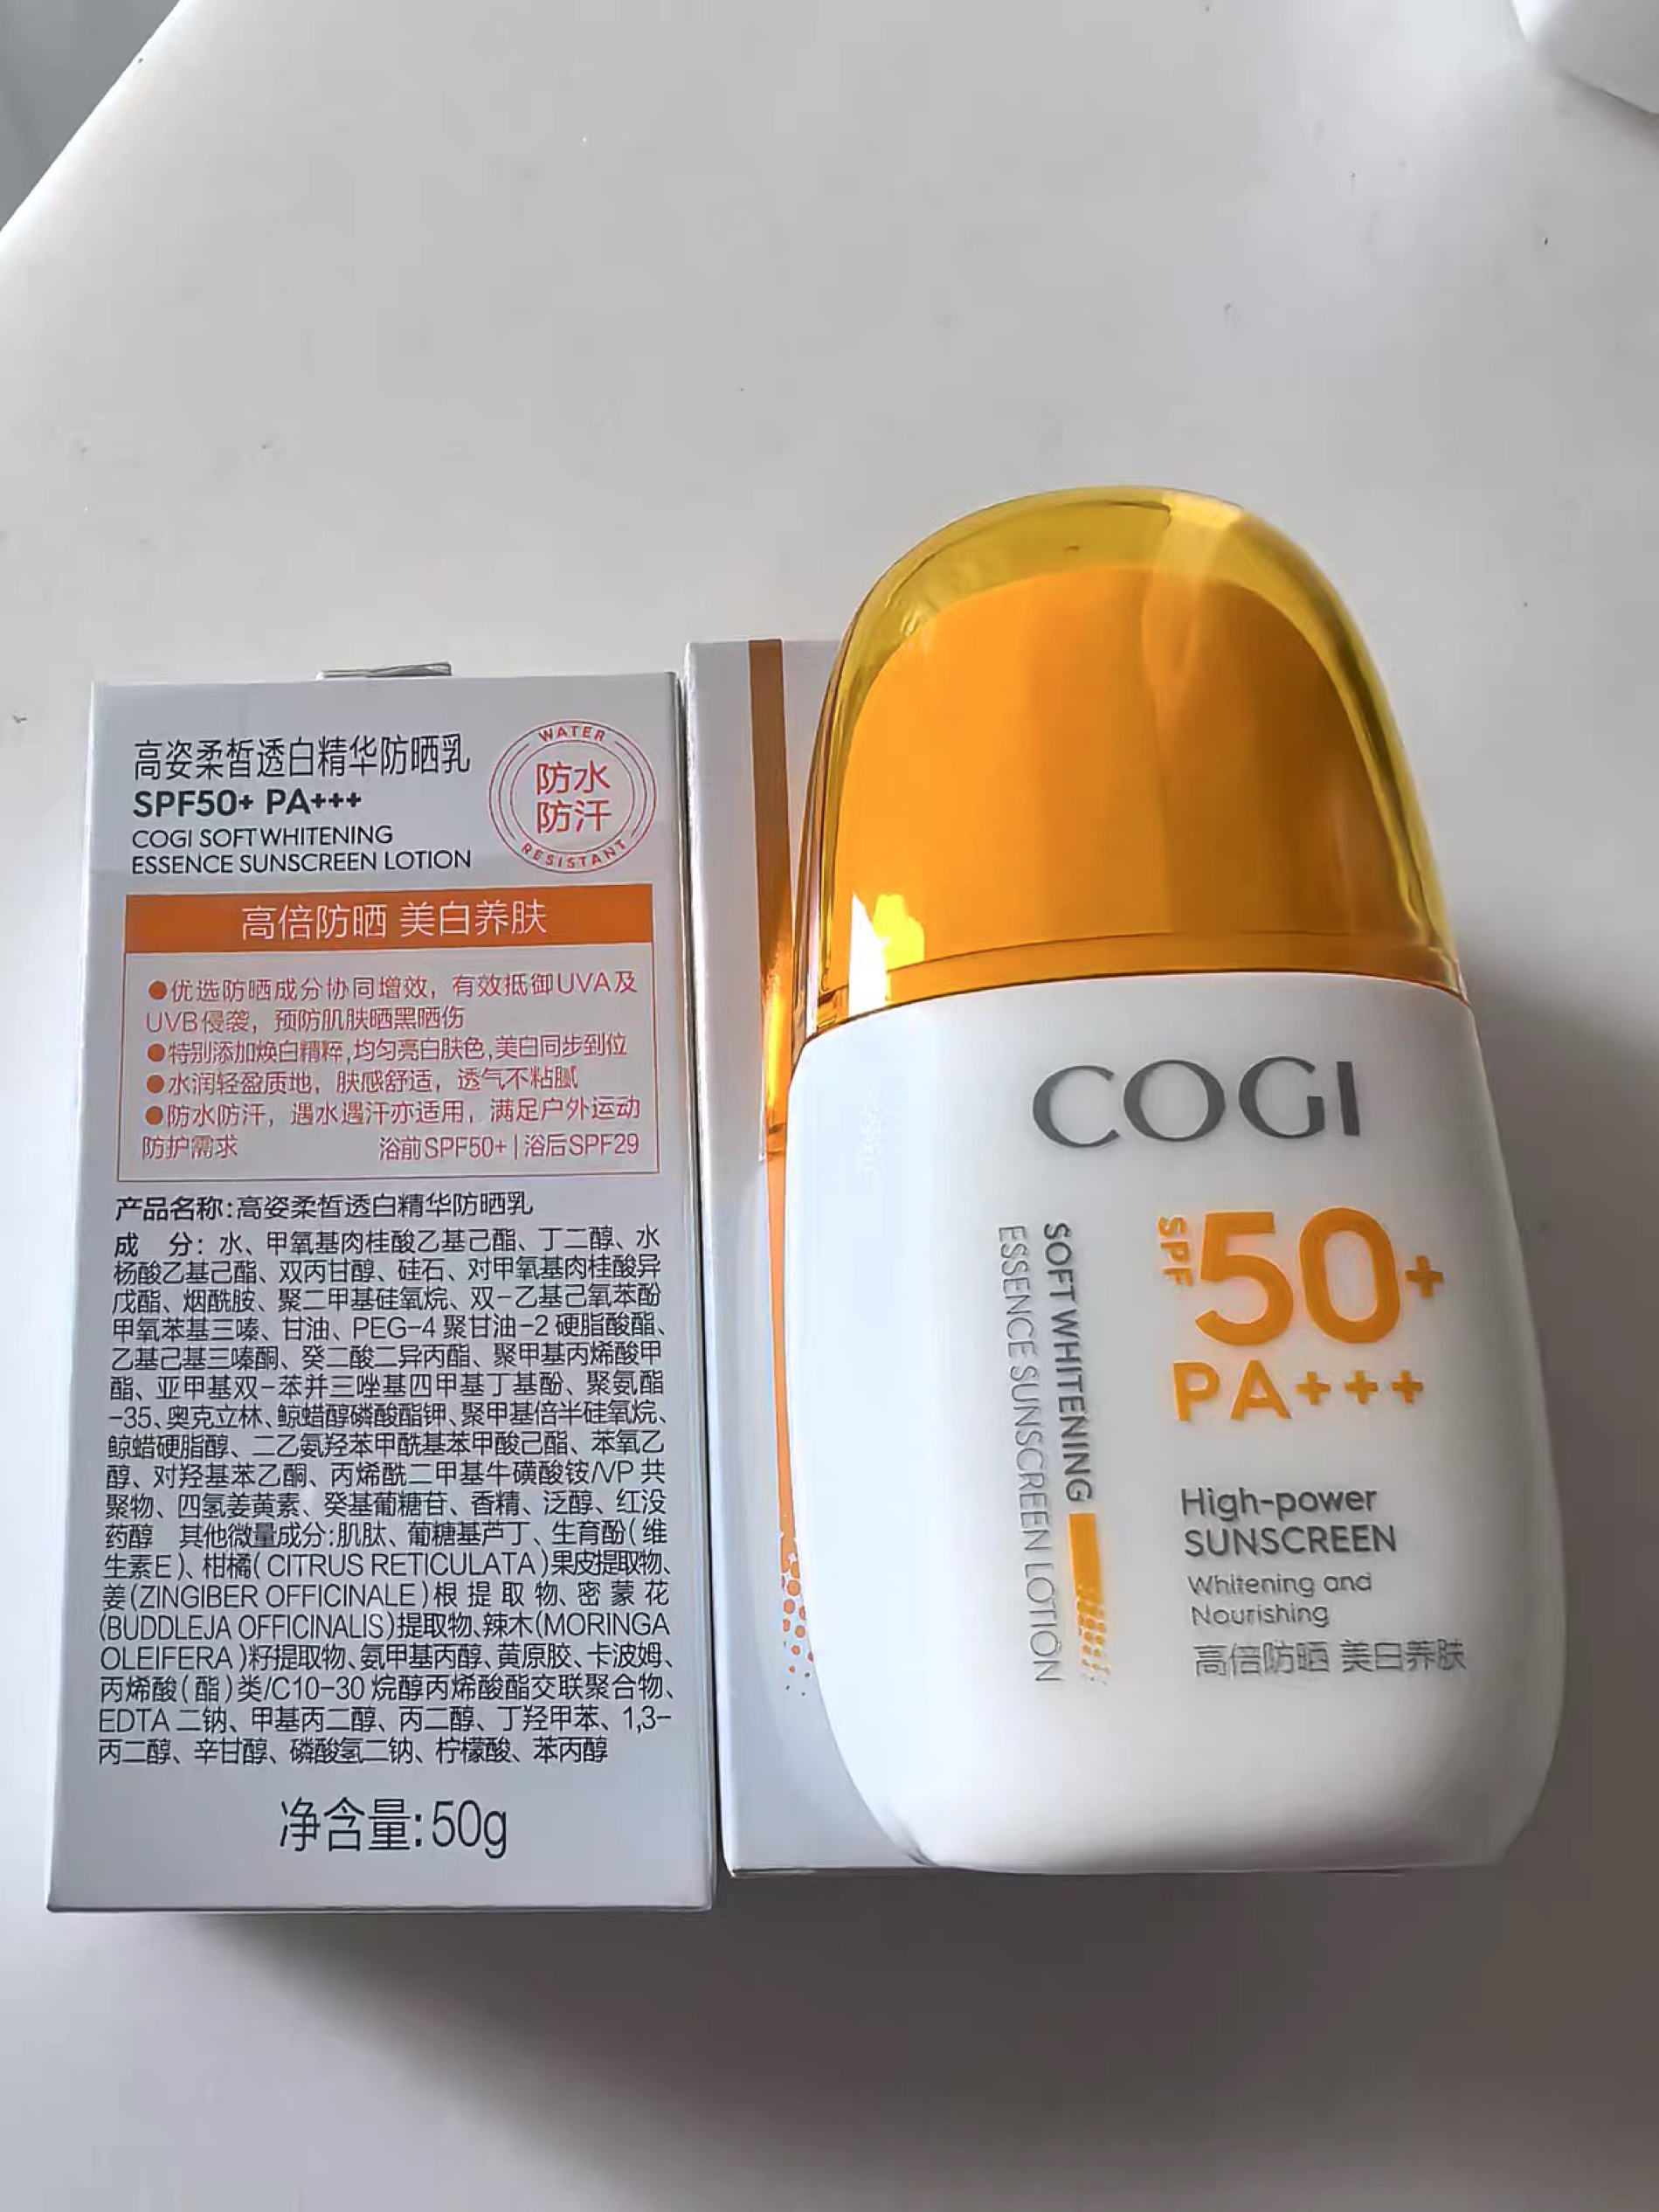 高姿柔皙透白精华防晒乳
SPF50+ PA+++
COGI SOFT WHITENING
ESSENCE SUNSCREEN LOTION
WATER
防水
防汗
RESISTANT
高倍防晒 美白养肤
●优选防晒成分协同增效，有效抵御UVA及
UVB侵袭，预防肌肤晒黑晒伤
●特别添加焕白精粹,均匀亮白肤色,美白同步到位
●水润轻盈质地，肤感舒适，透气不粘腻
●防水防汗，遇水遇汗亦适用，满足户外运动
防护需求 浴前SPF50+|浴后SPF29
产品名称:高姿柔皙透白精华防晒乳
成 分：水、甲氧基肉桂酸乙基己酯、丁二醇、水
杨酸乙基己酯、双丙甘醇、硅石、对甲氧基肉桂酸异
戊酯、烟酰胺、聚二甲基硅氧烷、双-乙基己氧苯酚
甲氧苯基三嗪、甘油、PEG-4 聚甘油-2 硬脂酸酯、
乙基己基三嗪酮、癸二酸二异丙酯、聚甲基丙烯酸甲
酯、亚甲基双-苯并三唑基四甲基丁基酚、聚氨酯
-35、奥克立林、鲸蜡醇磷酸酯钾、聚甲基倍半硅氧烷、
鲸蜡硬脂醇、二乙氨羟苯甲酰基苯甲酸己酯、苯氧乙
醇、对羟基苯乙酮、丙烯酰二甲基牛磺酸铵/VP 共
聚物、四氢姜黄素、癸基葡糖苷、香精、泛醇、红没
药醇 其他微量成分:肌肽、葡糖基芦丁、生育酚(维
生素E)、柑橘(CITRUS RETICULATA)果皮提取物、
姜(ZINGIBER OFFICINALE)根提取物、密蒙花
(BUDDLEJA OFFICINALIS)提取物、辣木(MORINGA
OLEIFERA)籽提取物、氨甲基丙醇、黄原胶、卡波姆、
丙烯酸(酯)类/C10-30 烷醇丙烯酸酯交联聚合物、
EDTA 二钠、甲基丙二醇、丙二醇、丁羟甲苯、1,3-
丙二醇、辛甘醇、磷酸氢二钠、柠檬酸、苯丙醇
净含量:50g
COGI
SOFT WHITENING
ESSENCE SUNSCREEN LOTION
SPF 50+
PA+++
High-power
SUNSCREEN
Whitening and
Nourishing
高倍防晒 美白养肤